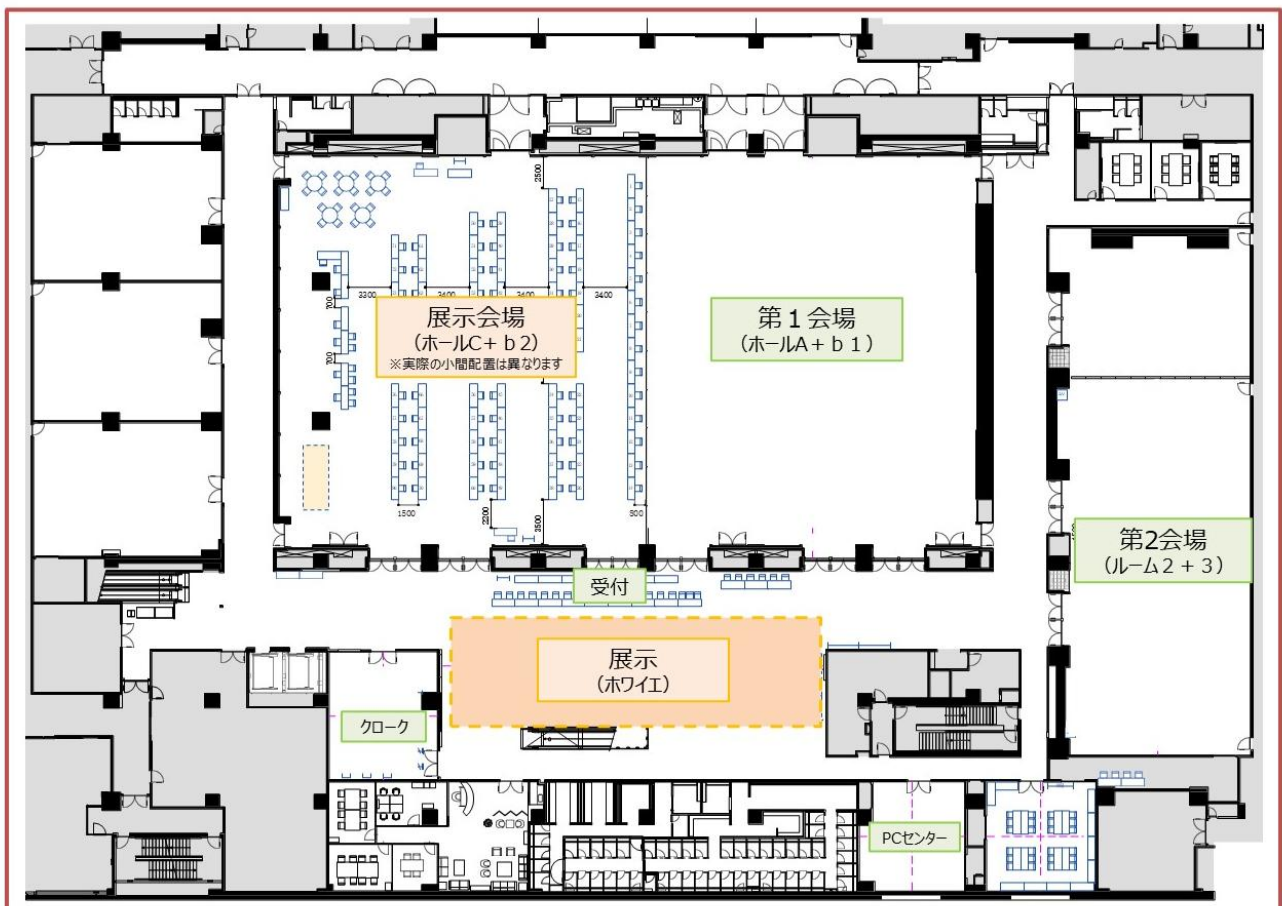 2500
3300
3400
3400
3400
700
700
展示会場
(ホールC+ｂ2)
※実際の小間配置は異なります
第１会場
(ホールA+ｂ1)
第2会場
(ルーム２+３)
1500
2200
3500
900
受付
展示
(ホワイエ)
クローク
PCセンター